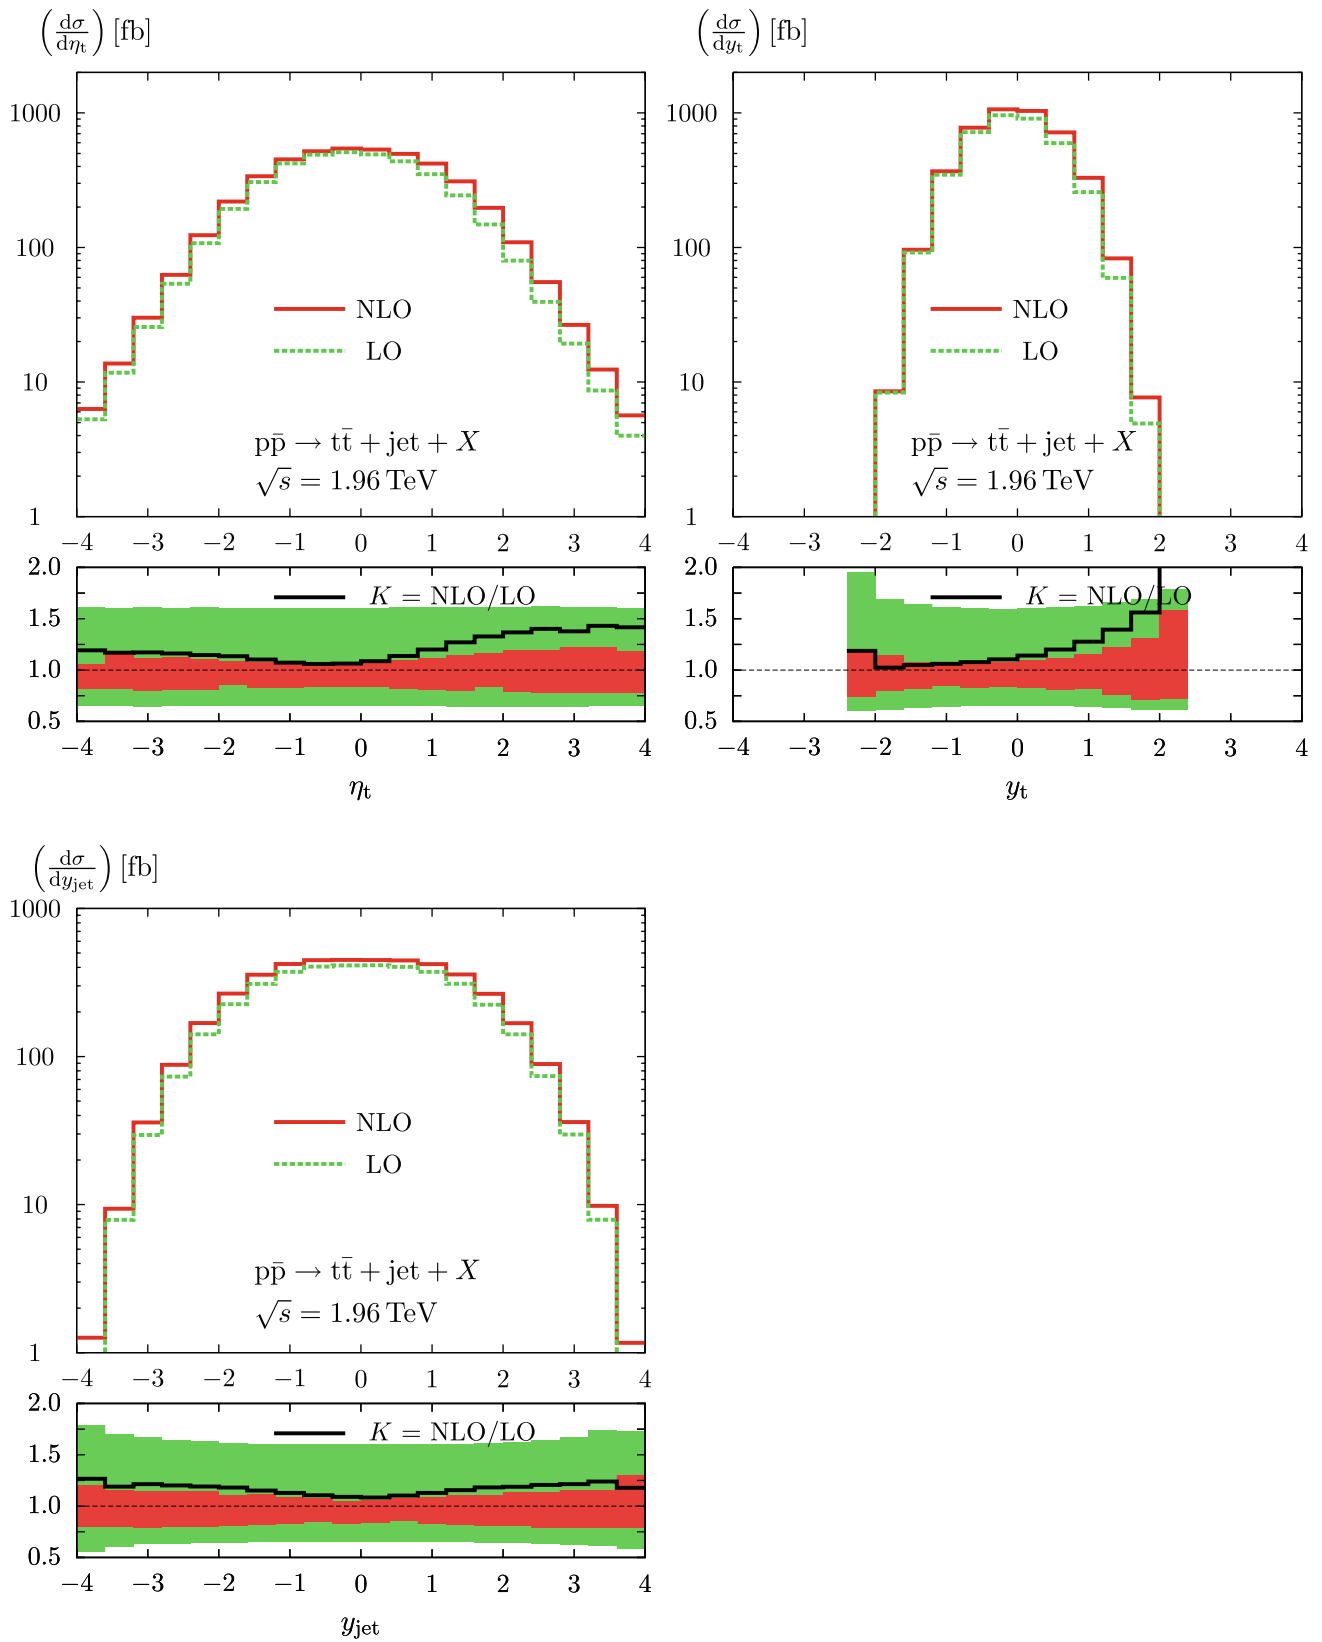 (dσ/dηt) [fb]
1000
100
10
1
NLO
LO
pp̄ → tt̄ + jet + X
√s = 1.96 TeV
−4 −3 −2 −1 0 1 2 3 4
2.0
1.5
1.0
0.5
K = NLO/LO
−4 −3 −2 −1 0 1 2 3 4
ηt
(dσ/dyt) [fb]
1000
100
10
1
NLO
LO
pp̄ → tt̄ + jet + X
√s = 1.96 TeV
−4 −3 −2 −1 0 1 2 3 4
2.0
1.5
1.0
0.5
K = NLO/LO
−4 −3 −2 −1 0 1 2 3 4
yt
(dσ/dyjet) [fb]
1000
100
10
1
NLO
LO
pp̄ → tt̄ + jet + X
√s = 1.96 TeV
−4 −3 −2 −1 0 1 2 3 4
2.0
1.5
1.0
0.5
K = NLO/LO
−4 −3 −2 −1 0 1 2 3 4
yjet